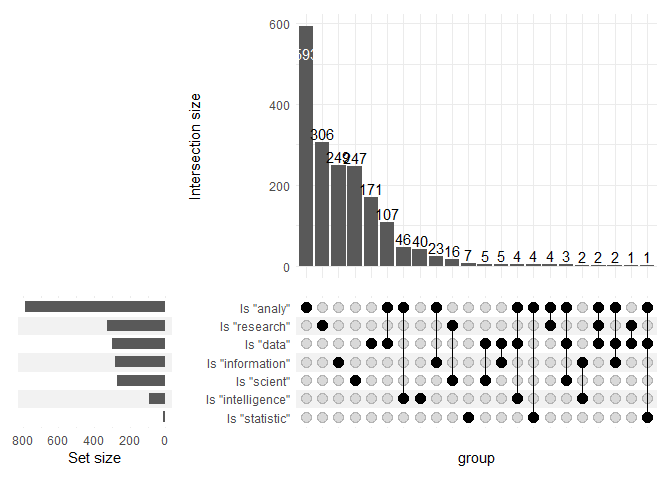 600
400
200
0
Intersection size
593
306
249
247
171
107
46
40
23
16
7
5
5
4
4
4
3
2
2
2
1
1
Is "analy"
Is "research"
Is "data"
Is "information"
Is "scient"
Is "intelligence"
Is "statistic"
800 600 400 200 0
Set size
group